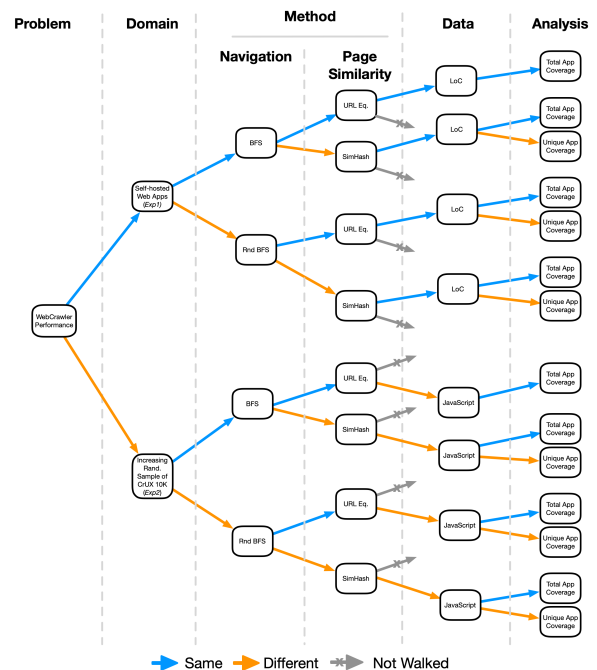 Problem
Domain
Method
Data
Analysis
Navigation
Page
Similarity
WebCrawler
Performance
Self-hosted
Web Apps
(Exp1)
Increasing
Rand.
Sample of
CrUX 10K
(Exp2)
BFS
Rnd BFS
BFS
Rnd BFS
URL Eq.
SimHash
URL Eq.
SimHash
URL Eq.
SimHash
URL Eq.
SimHash
LoC
LoC
LoC
LoC
JavaScript
JavaScript
JavaScript
JavaScript
Total App
Coverage
Total App
Coverage
Unique App
Coverage
Total App
Coverage
Unique App
Coverage
Total App
Coverage
Unique App
Coverage
Total App
Coverage
Total App
Coverage
Unique App
Coverage
Total App
Coverage
Unique App
Coverage
Total App
Coverage
Unique App
Coverage
Same
Different
Not Walked